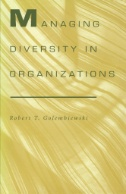 MANAGING
DIVERSITY IN
ORGANIZATIONS
Robert T. Golembiewski